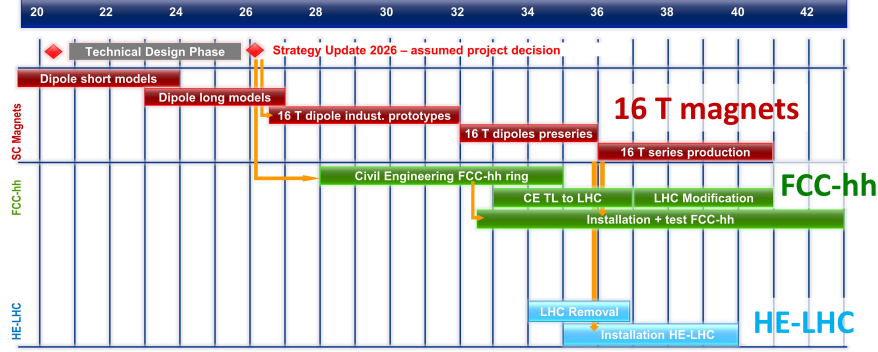 20 22 24 26 28 30 32 34 36 38 40 42
Technical Design Phase
Strategy Update 2026 – assumed project decision
SC Magnets
Dipole short models
Dipole long models
16 T dipole indust. prototypes
16 T dipoles preseries
16 T series production
16 T magnets
FCC-hh
Civil Engineering FCC-hh ring
CE TL to LHC
LHC Modification
Installation + test FCC-hh
FCC-hh
HE-LHC
LHC Removal
Installation HE-LHC
HE-LHC